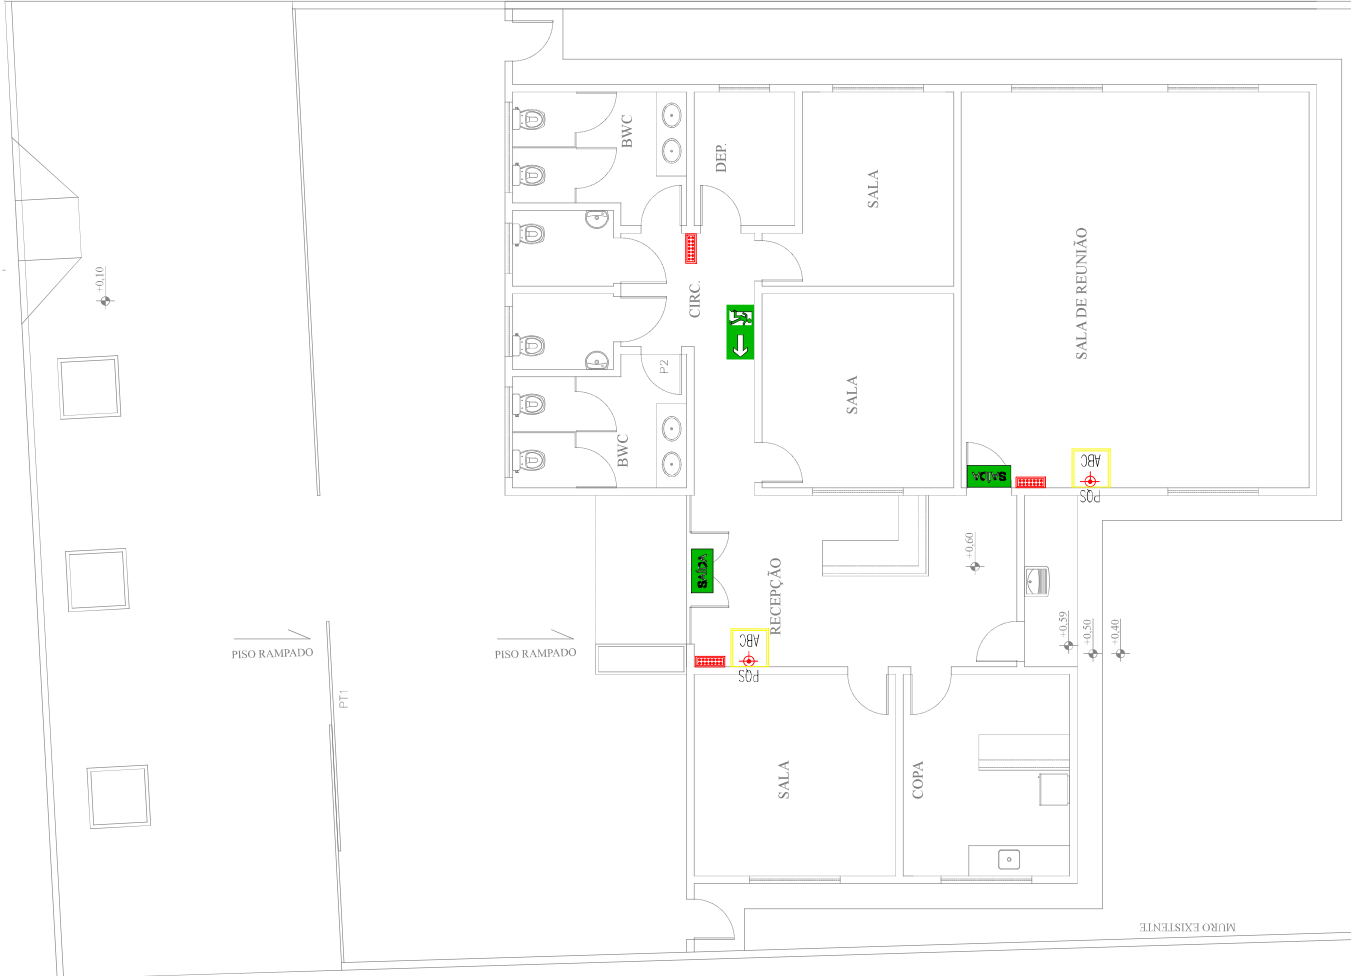 BWC
DEP.
SALA
SALA DE REUNIÃO
+0,10
CIRC.
P2
SALA
BWC
SAÍDA
ABC
PQS
SAÍDA
RECEPÇÃO
+0,60
+0,59
+0,50
+0,40
PISO RAMPADO
PISO RAMPADO
ABC
PQS
PT1
SALA
COPA
MURO EXISTENTE